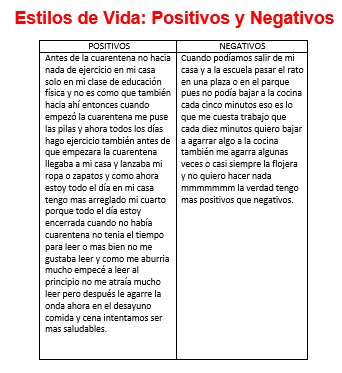 Estilos de Vida: Positivos y Negativos
POSITIVOS
Antes de la cuarentena no hacia
nada de ejercicio en mi casa
solo en mi clase de educación
física y no es como que también
hacia ahí entonces cuando
empezó la cuarentena me puse
las pilas y ahora todos los días
hago ejercicio también antes de
que empezara la cuarentena
llegaba a mi casa y lanzaba mi
ropa o zapatos y como ahora
estoy todo el día en mi casa
tengo mas arreglado mi cuarto
porque todo el día estoy
encerrada cuando no había
cuarentena no tenia el tiempo
para leer o mas bien no me
gustaba leer y como me aburria
mucho empecé a leer al
principio no me atraía mucho
leer pero después le agarre la
onda ahora en el desayuno
comida y cena intentamos ser
mas saludables.
NEGATIVOS
Cuando podíamos salir de mi
casa y a la escuela pasar el rato
en una plaza o en el parque
pues no podía bajar a la cocina
cada cinco minutos eso es lo
que me cuesta trabajo que
cada diez minutos quiero bajar
a agarrar algo a la cocina
también me agarra algunas
veces o casi siempre la flojera
y no quiero hacer nada
mmmmmmm la verdad tengo
mas positivos que negativos.